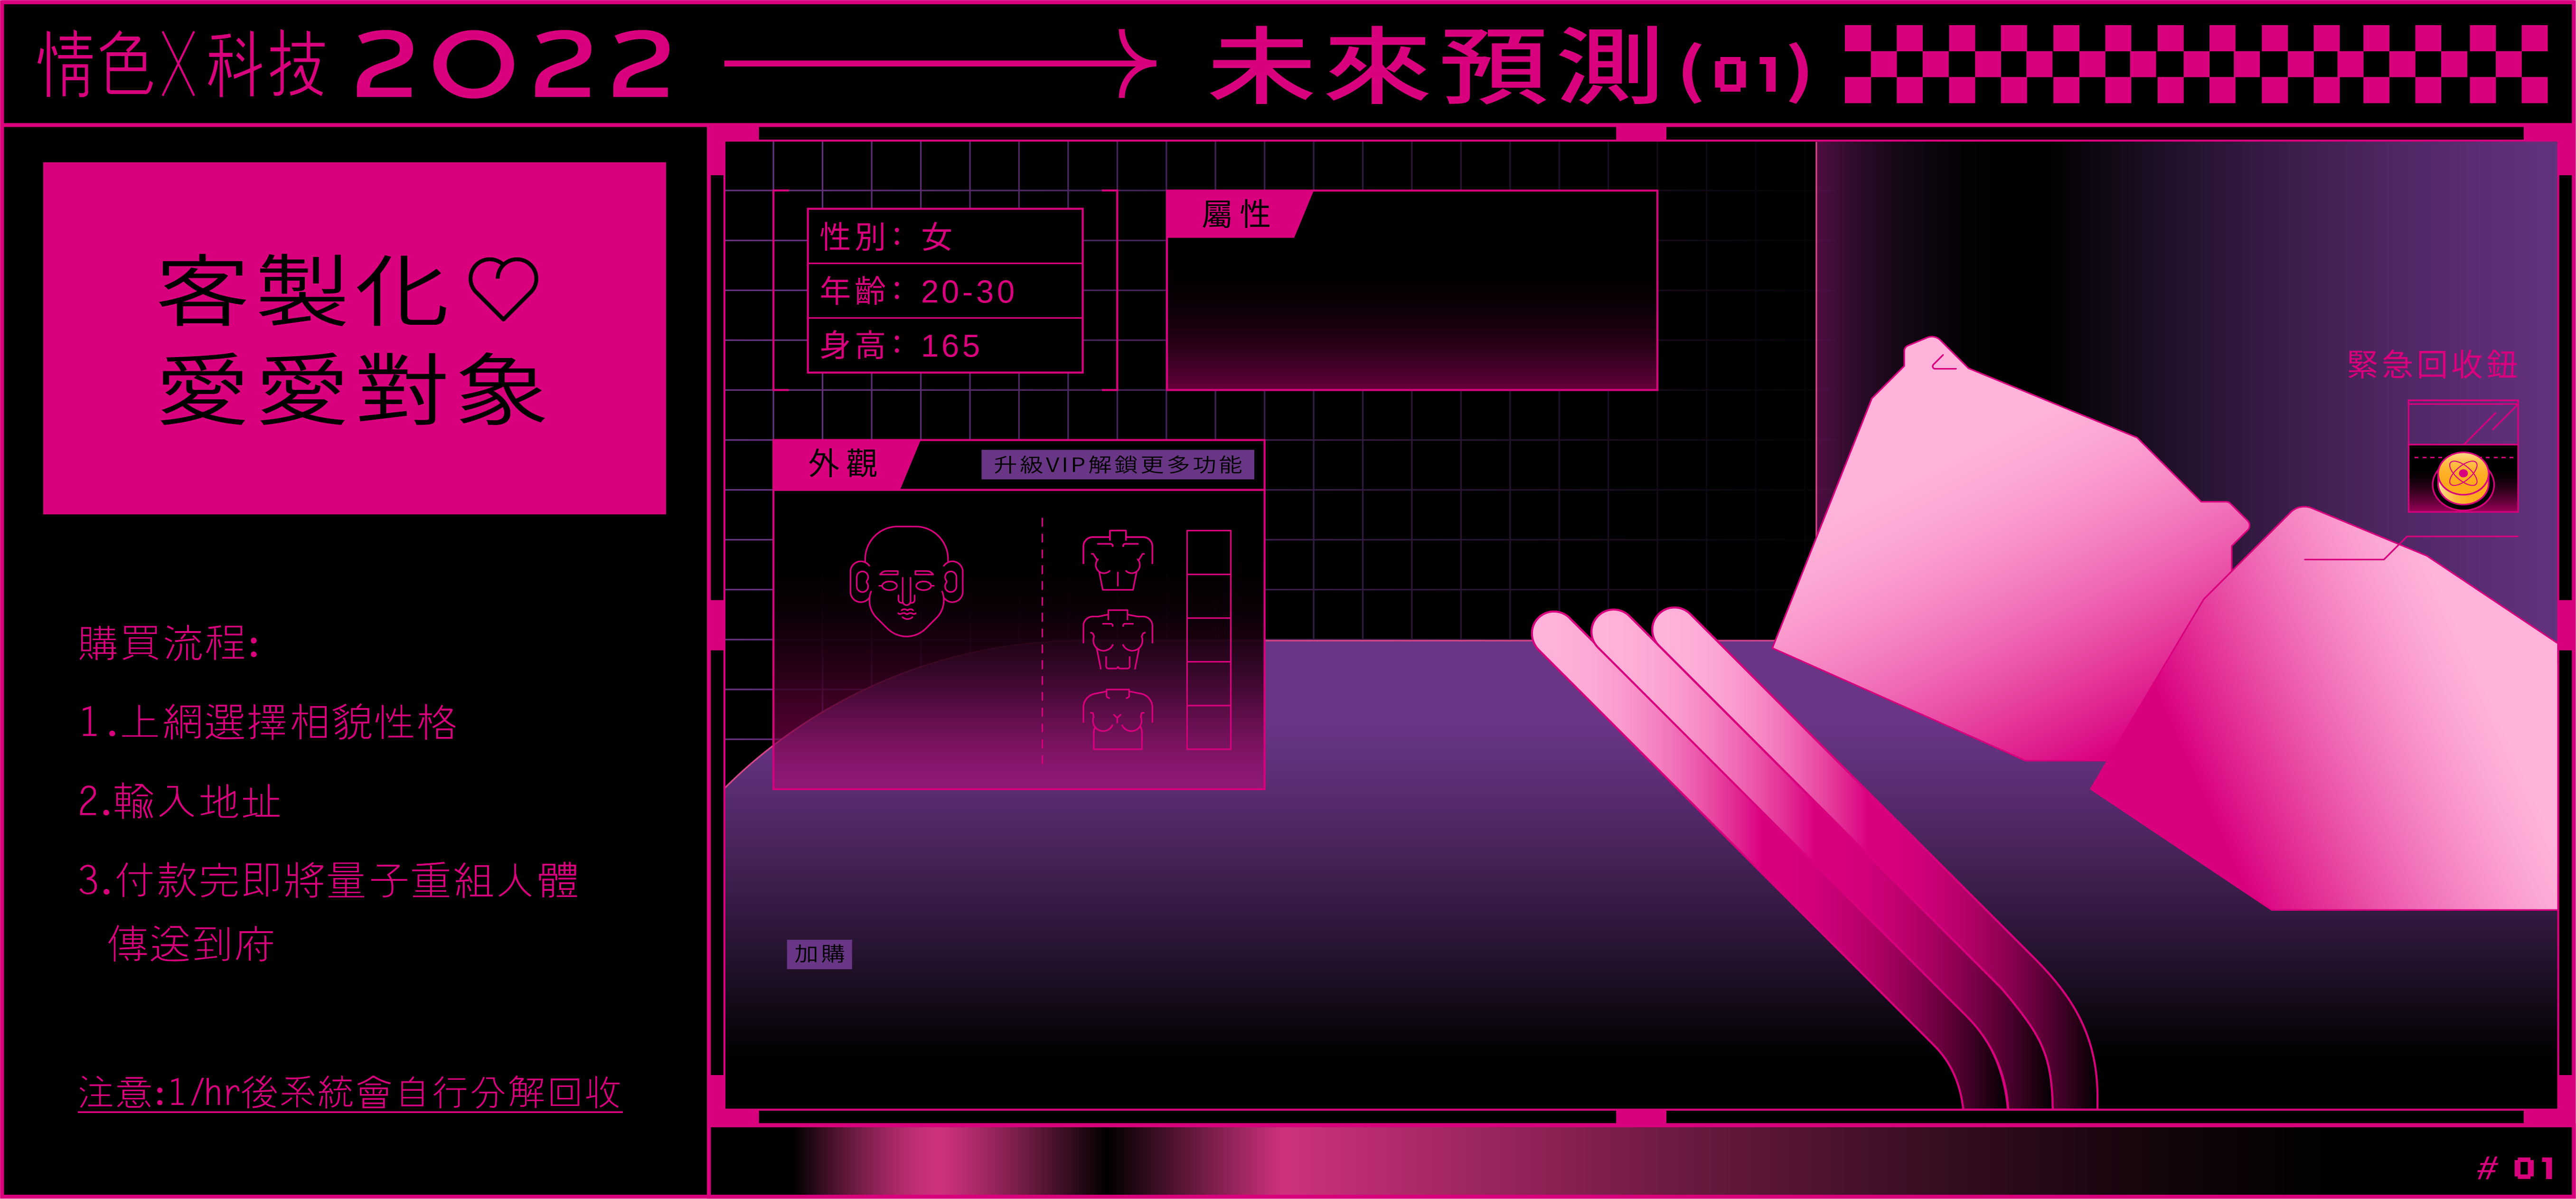 情色╳科技 2022
未來預測(01)
客製化
愛愛對象
購買流程:
1.上網選擇相貌性格
2.輸入地址
3.付款完即將量子重組人體
傳送到府
注意:1/hr後系統會自行分解回收
性別：女
年齡：20-30
身高：165
屬性
外觀
升級VIP解鎖更多功能
加購
緊急回收鈕
# 01